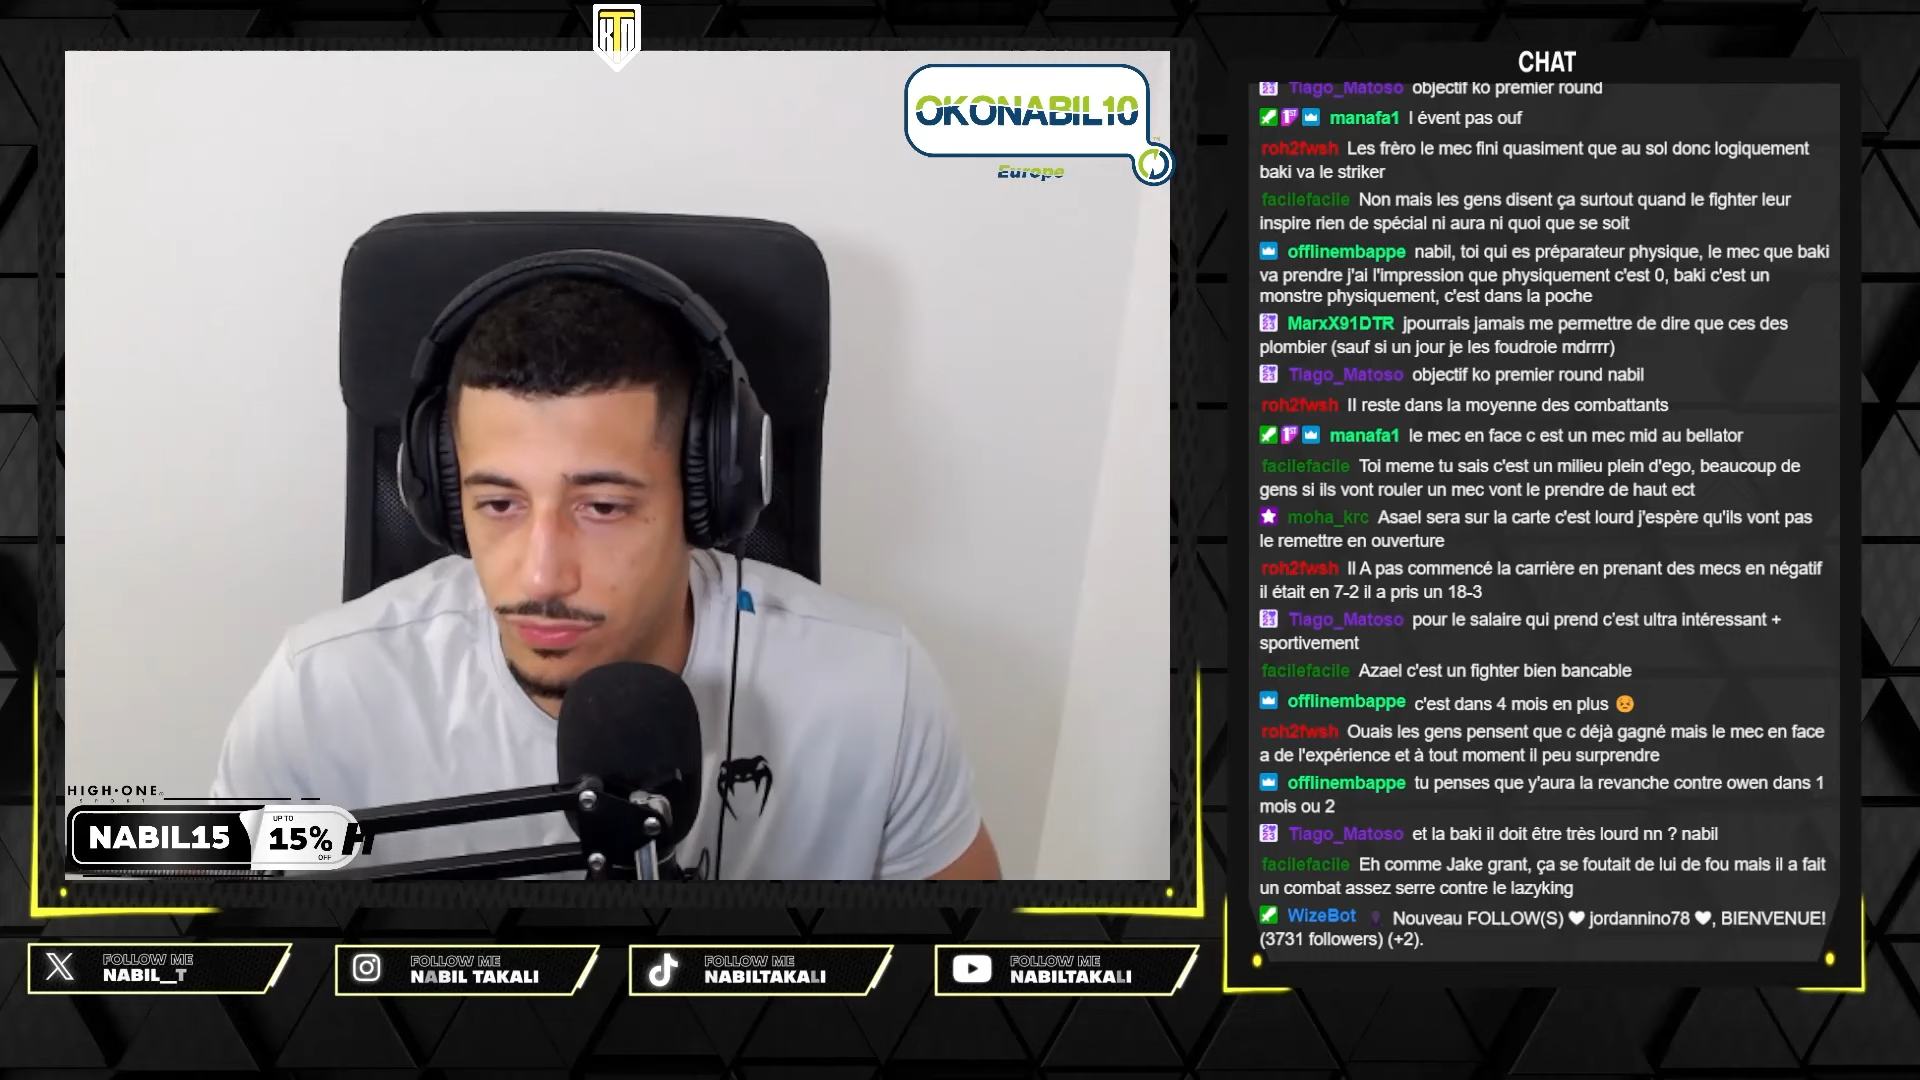 KTN
OKONABIL10
Europe
HIGH·ONE
SPORT
NABIL15
UP TO
15%
OFF
H
FOLLOW ME
NABIL__T
FOLLOW ME
NABIL TAKALI
FOLLOW ME
NABILTAKALI
FOLLOW ME
NABILTAKALI
CHAT
Tiago_Matoso objectif ko premier round
manafa1 l évent pas ouf
roh2fwsh Les frèro le mec fini quasiment que au sol donc logiquement
baki va le striker
facilefacile Non mais les gens disent ça surtout quand le fighter leur
inspire rien de spécial ni aura ni quoi que se soit
offlinembappe nabil, toi qui es préparateur physique, le mec que baki
va prendre j'ai l'impression que physiquement c'est 0, baki c'est un
monstre physiquement, c'est dans la poche
MarxX91DTR jpourrais jamais me permettre de dire que ces des
plombier (sauf si un jour je les foudroie mdrrrr)
Tiago_Matoso objectif ko premier round nabil
roh2fwsh Il reste dans la moyenne des combattants
manafa1 le mec en face c est un mec mid au bellator
facilefacile Toi meme tu sais c'est un milieu plein d'ego, beaucoup de
gens si ils vont rouler un mec vont le prendre de haut ect
moha_krc Asael sera sur la carte c'est lourd j'espère qu'ils vont pas
le remettre en ouverture
roh2fwsh Il A pas commencé la carrière en prenant des mecs en négatif
il était en 7-2 il a pris un 18-3
Tiago_Matoso pour le salaire qui prend c'est ultra intéressant +
sportivement
facilefacile Azael c'est un fighter bien bancable
offlinembappe c'est dans 4 mois en plus 😣
roh2fwsh Ouais les gens pensent que c déjà gagné mais le mec en face
a de l'expérience et à tout moment il peu surprendre
offlinembappe tu penses que y'aura la revanche contre owen dans 1
mois ou 2
Tiago_Matoso et la baki il doit être très lourd nn ? nabil
facilefacile Eh comme Jake grant, ça se foutait de lui de fou mais il a fait
un combat assez serre contre le lazyking
WizeBot Nouveau FOLLOW(S) ♥ jordannino78 ♥, BIENVENUE!
(3731 followers) (+2).